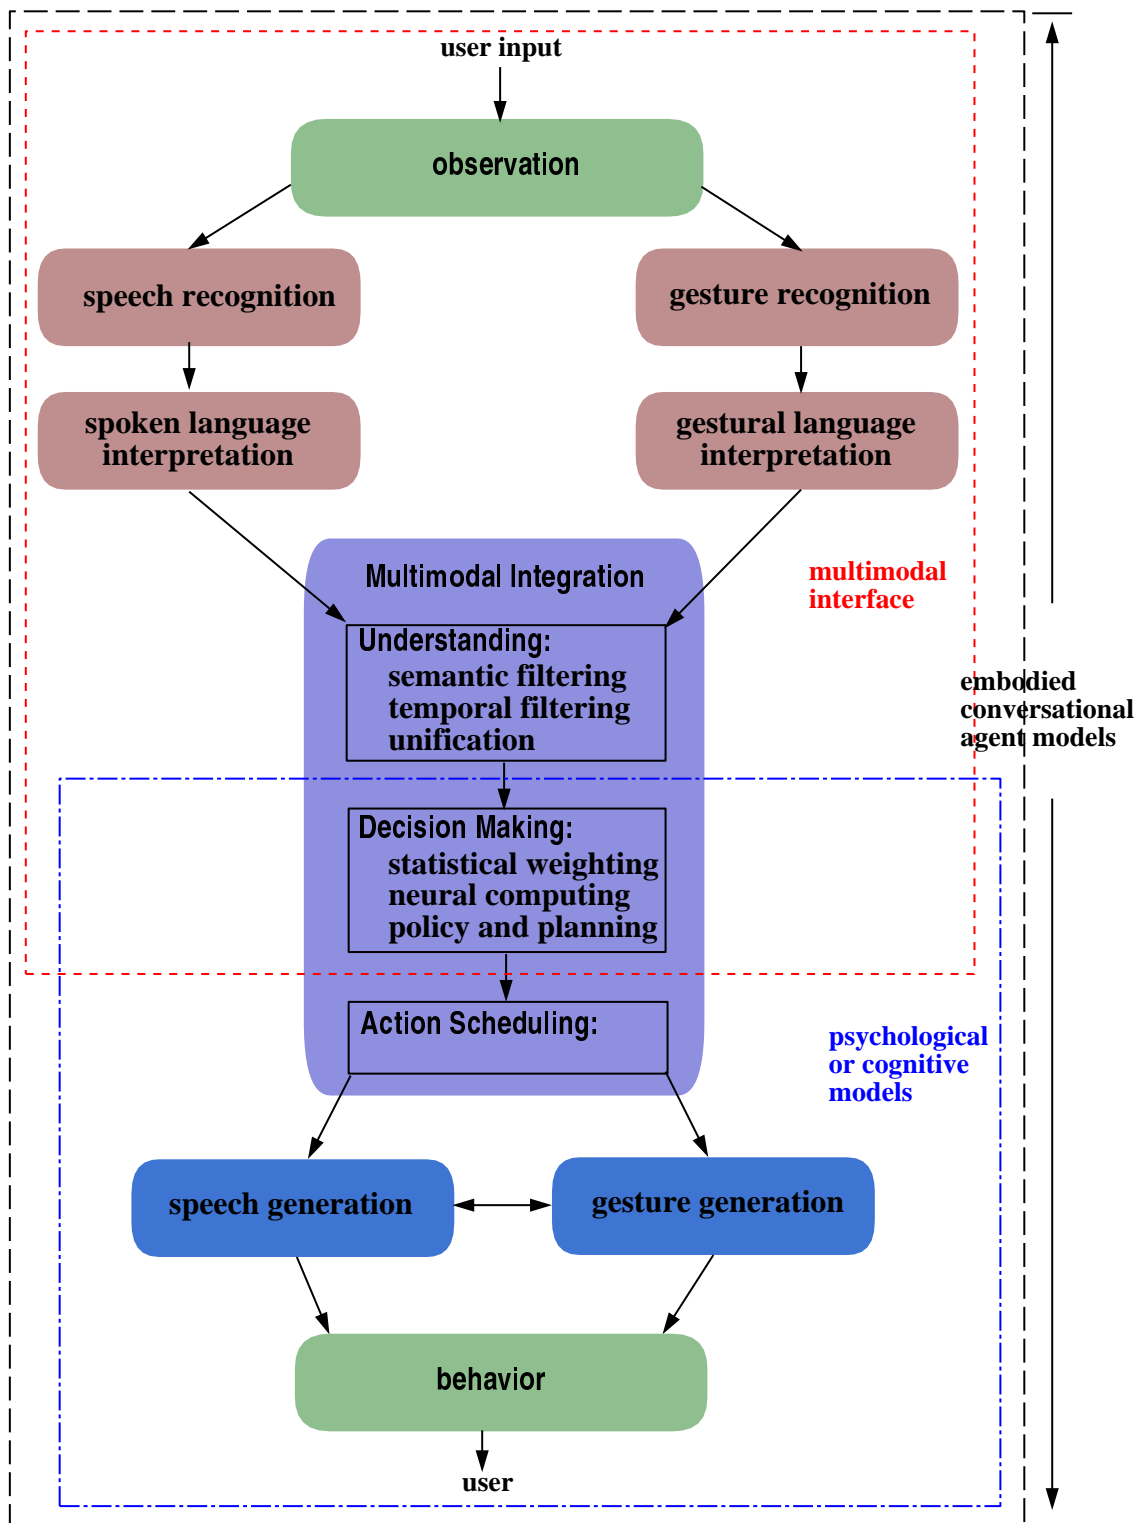 user input
observation
speech recognition
gesture recognition
spoken language
interpretation
gestural language
interpretation
Multimodal Integration
multimodal
interface
Understanding:
semantic filtering
temporal filtering
unification
embodied
conversational
agent models
Decision Making:
statistical weighting
neural computing
policy and planning
Action Scheduling:
psychological
or cognitive
models
speech generation
gesture generation
behavior
user